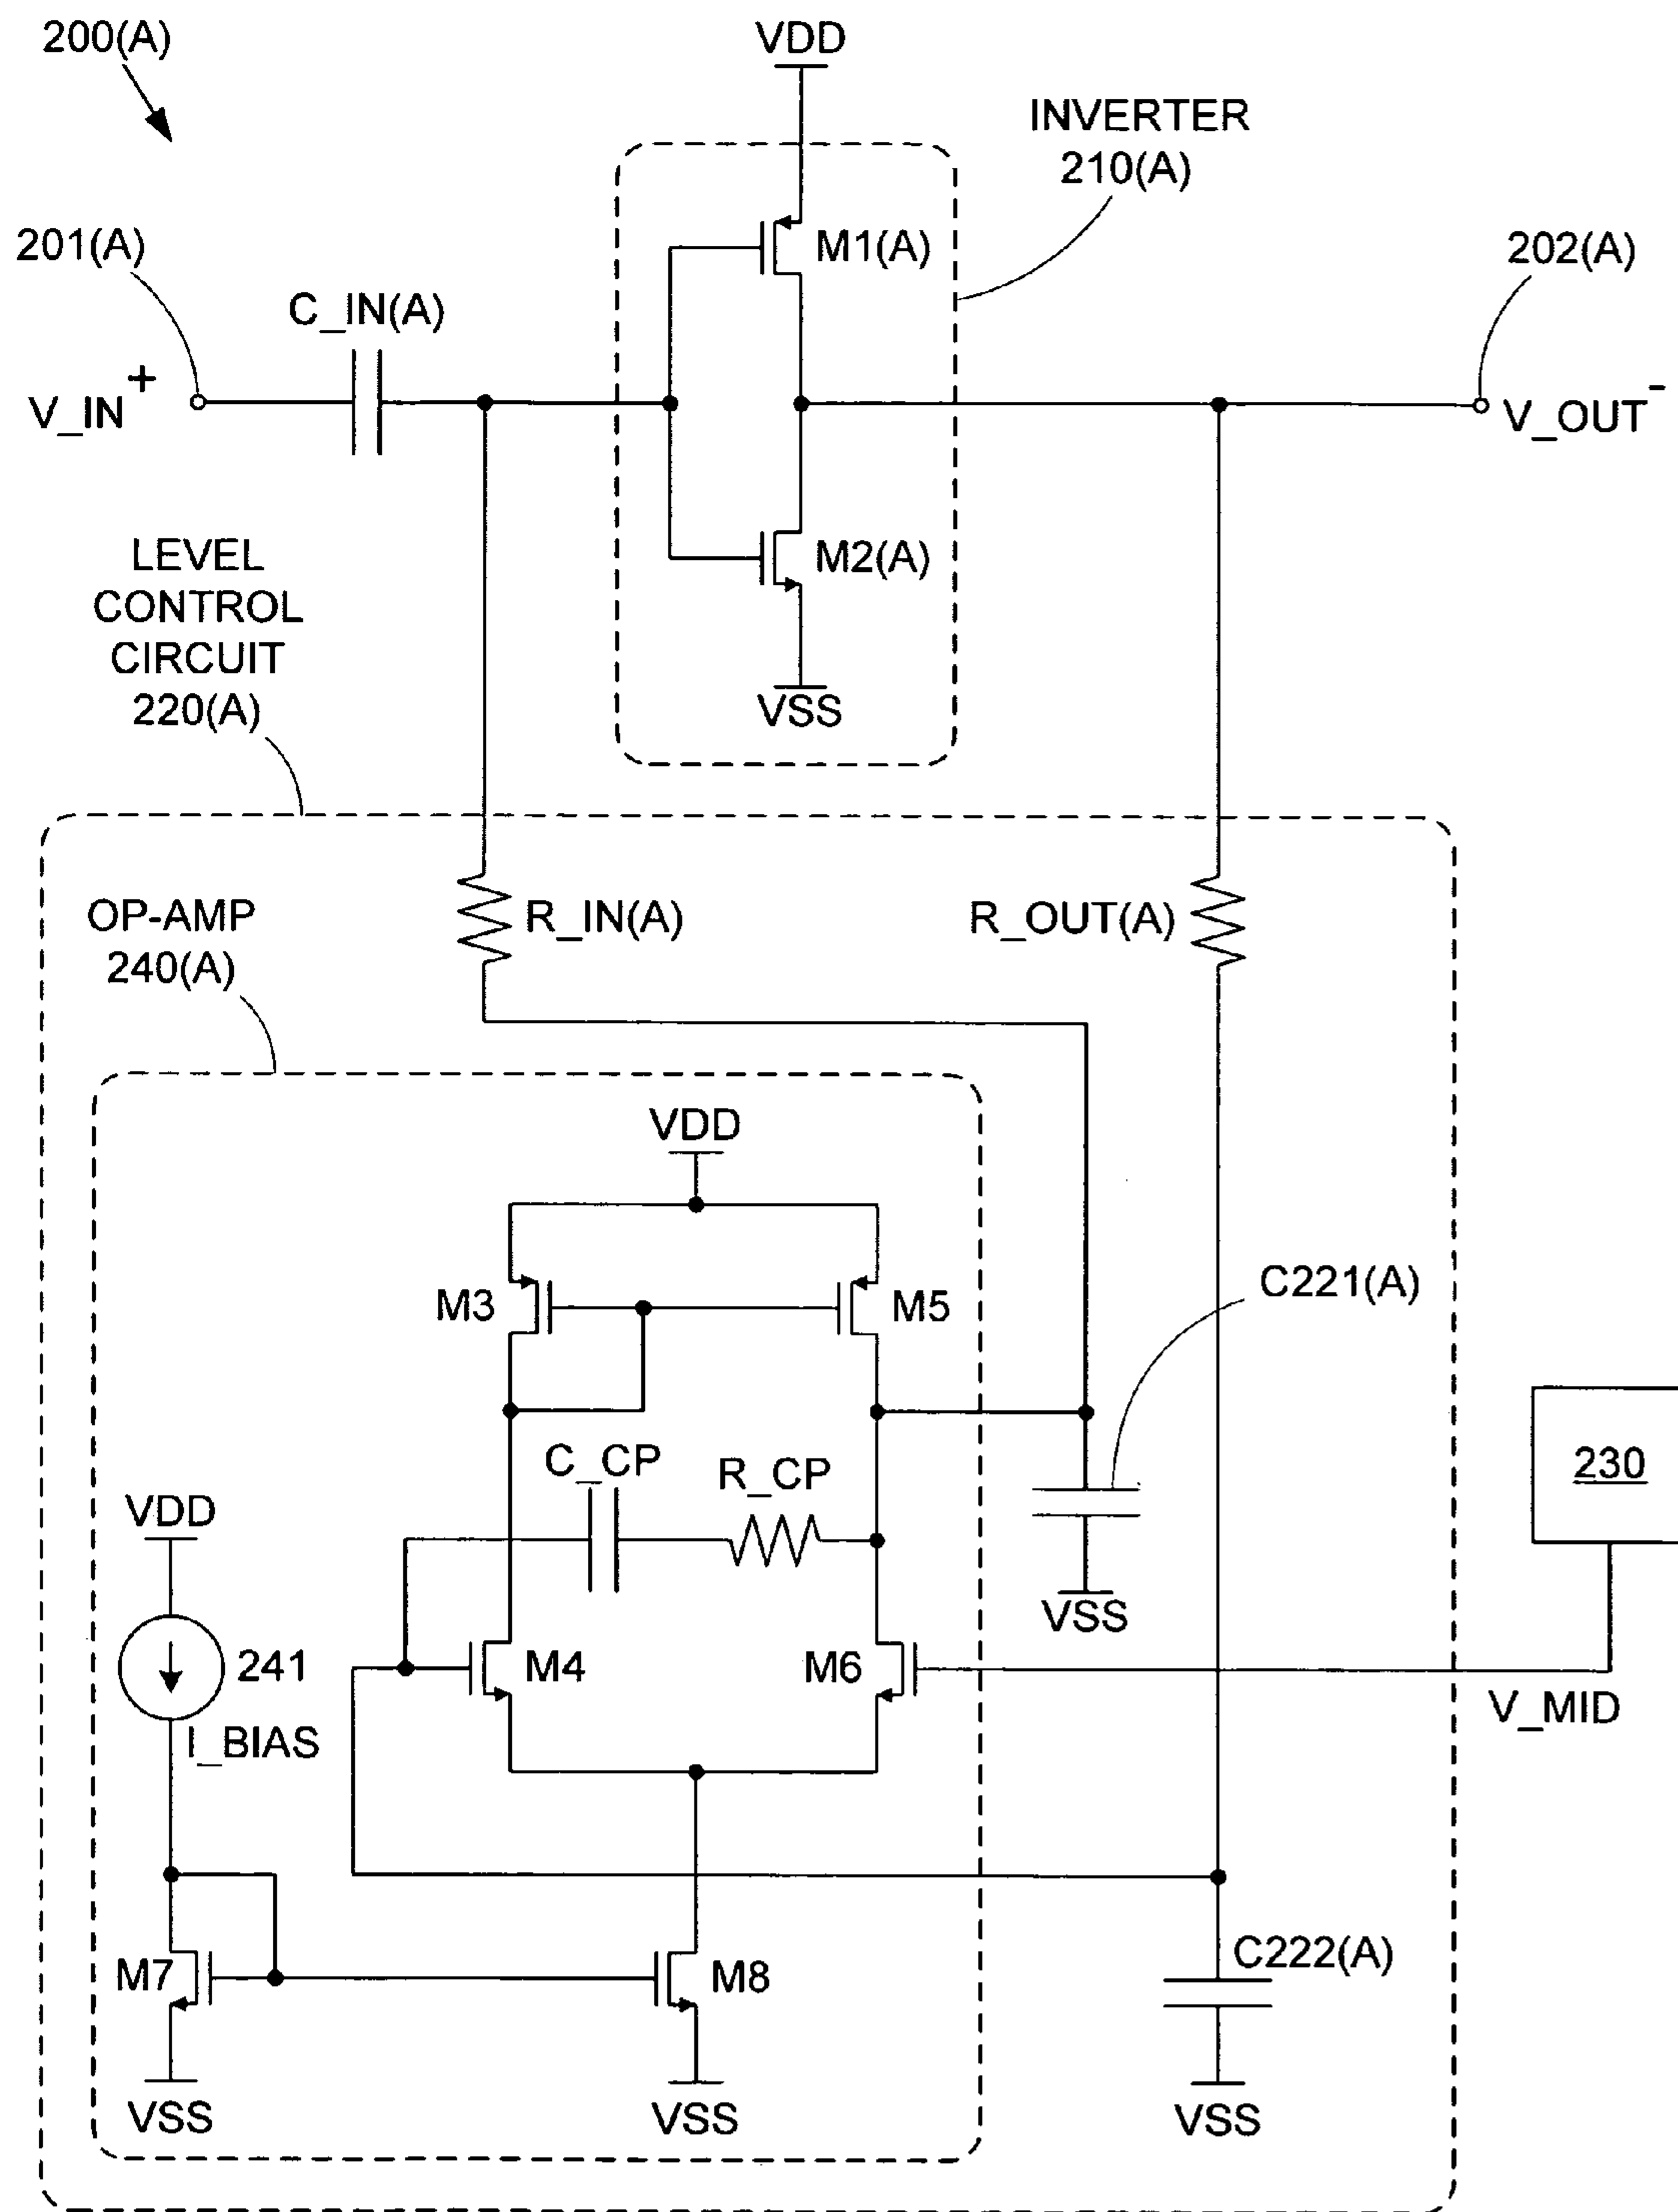 200(A)
VDD
INVERTER
210(A)
201(A)
M1(A)
202(A)
C_IN(A)
V_IN +
V_OUT -
M2(A)
LEVEL
CONTROL
CIRCUIT
220(A)
VSS
OP-AMP
240(A)
R_IN(A)
R_OUT(A)
VDD
C221(A)
M3
M5
C_CP
R_CP
230
VDD
VSS
241
M4
M6
V_MID
I_BIAS
C222(A)
M7
M8
VSS
VSS
VSS